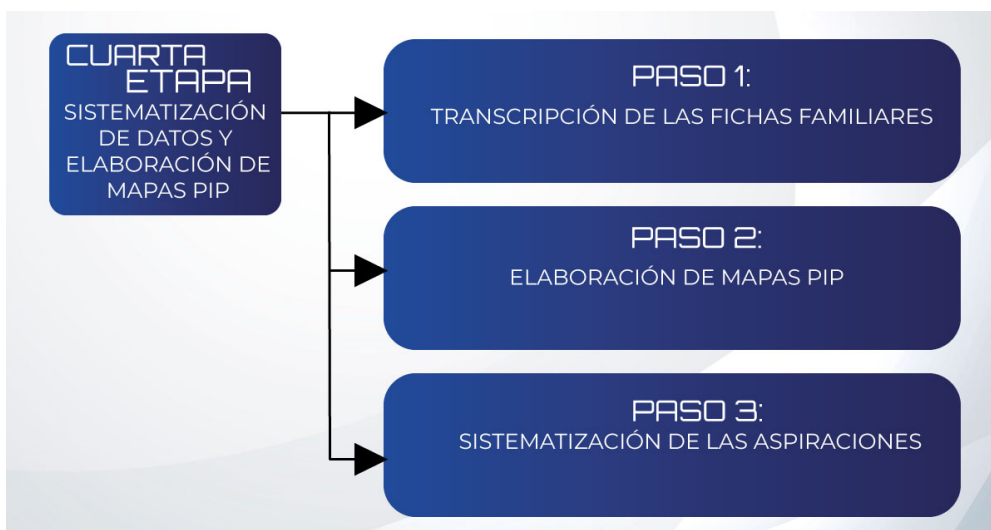 CUARTA
ETAPA
SISTEMATIZACIÓN
DE DATOS Y
ELABORACIÓN DE
MAPAS PIP
PASO 1:
TRANSCRIPCIÓN DE LAS FICHAS FAMILIARES
PASO 2:
ELABORACIÓN DE MAPAS PIP
PASO 3:
SISTEMATIZACIÓN DE LAS ASPIRACIONES